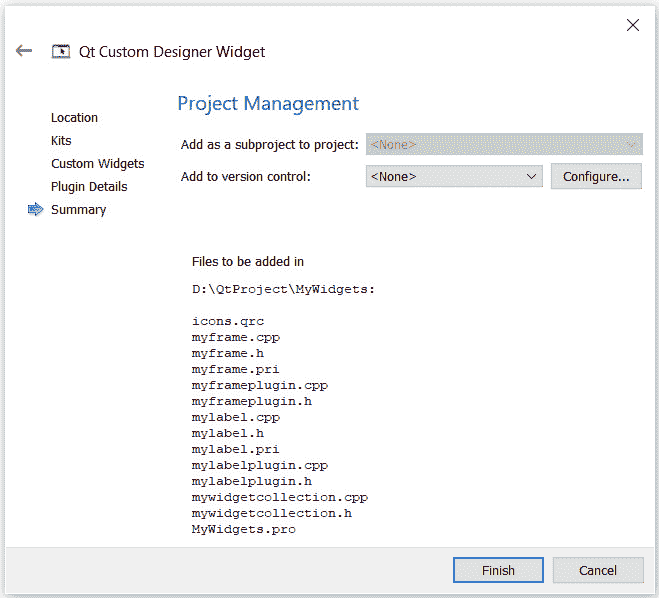 Qt Custom Designer Widget
Project Management
Location
Kits
Custom Widgets
Plugin Details
Summary
Add as a subproject to project: <None>
Add to version control: <None> Configure...
Files to be added in
D:\QtProject\MyWidgets:
icons.qrc
myframe.cpp
myframe.h
myframe.pri
myframeplugin.cpp
myframeplugin.h
mylabel.cpp
mylabel.h
mylabel.pri
mylabelplugin.cpp
mylabelplugin.h
mywidgetcollection.cpp
mywidgetcollection.h
MyWidgets.pro
Finish Cancel